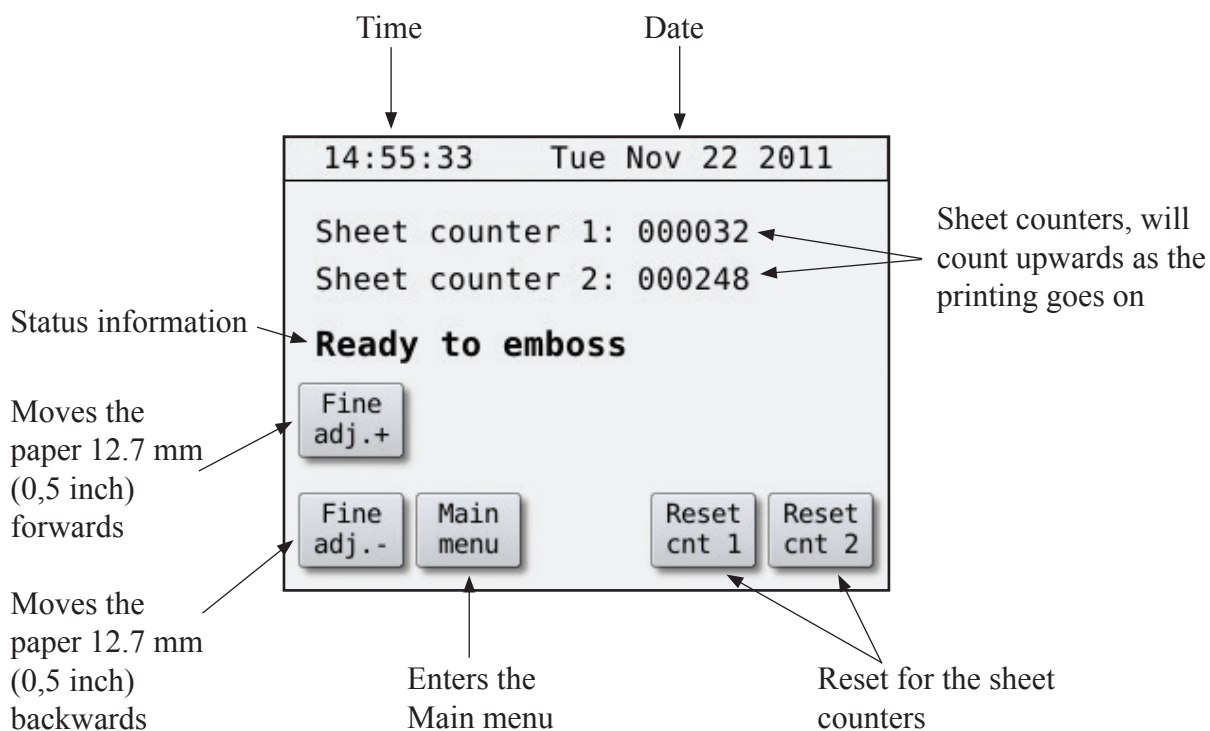 Time
Date
14:55:33 Tue Nov 22 2011
Sheet counter 1: 000032
Sheet counter 2: 000248
Sheet counters, will
count upwards as the
printing goes on
Status information
Ready to emboss
Moves the
paper 12.7 mm
(0,5 inch)
forwards
Fine
adj.+
Moves the
paper 12.7 mm
(0,5 inch)
backwards
Fine
adj.-
Main
menu
Reset
cnt 1
Reset
cnt 2
Enters the
Main menu
Reset for the sheet
counters